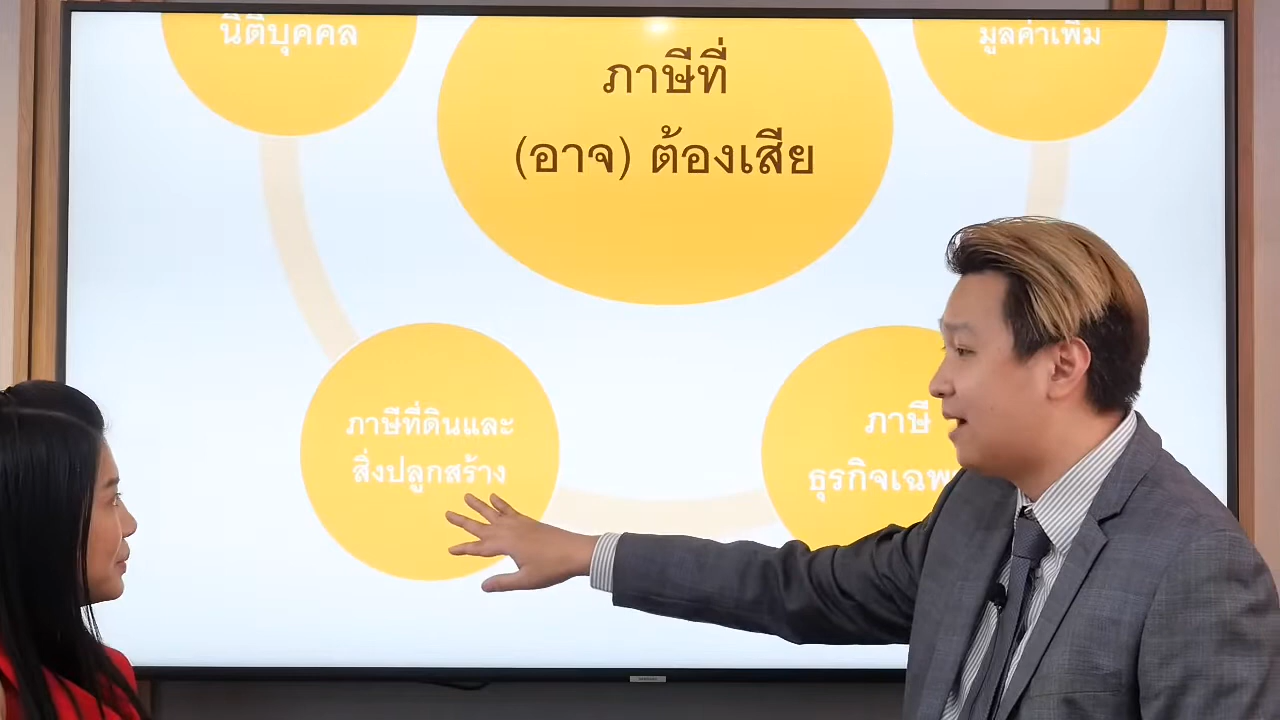 นิติบุคคล
มูลค่าเพิ่ม
ภาษีที่
(อาจ) ต้องเสีย
ภาษีที่ดินและ
สิ่งปลูกสร้าง
ภาษี
ธุรกิจเฉพ